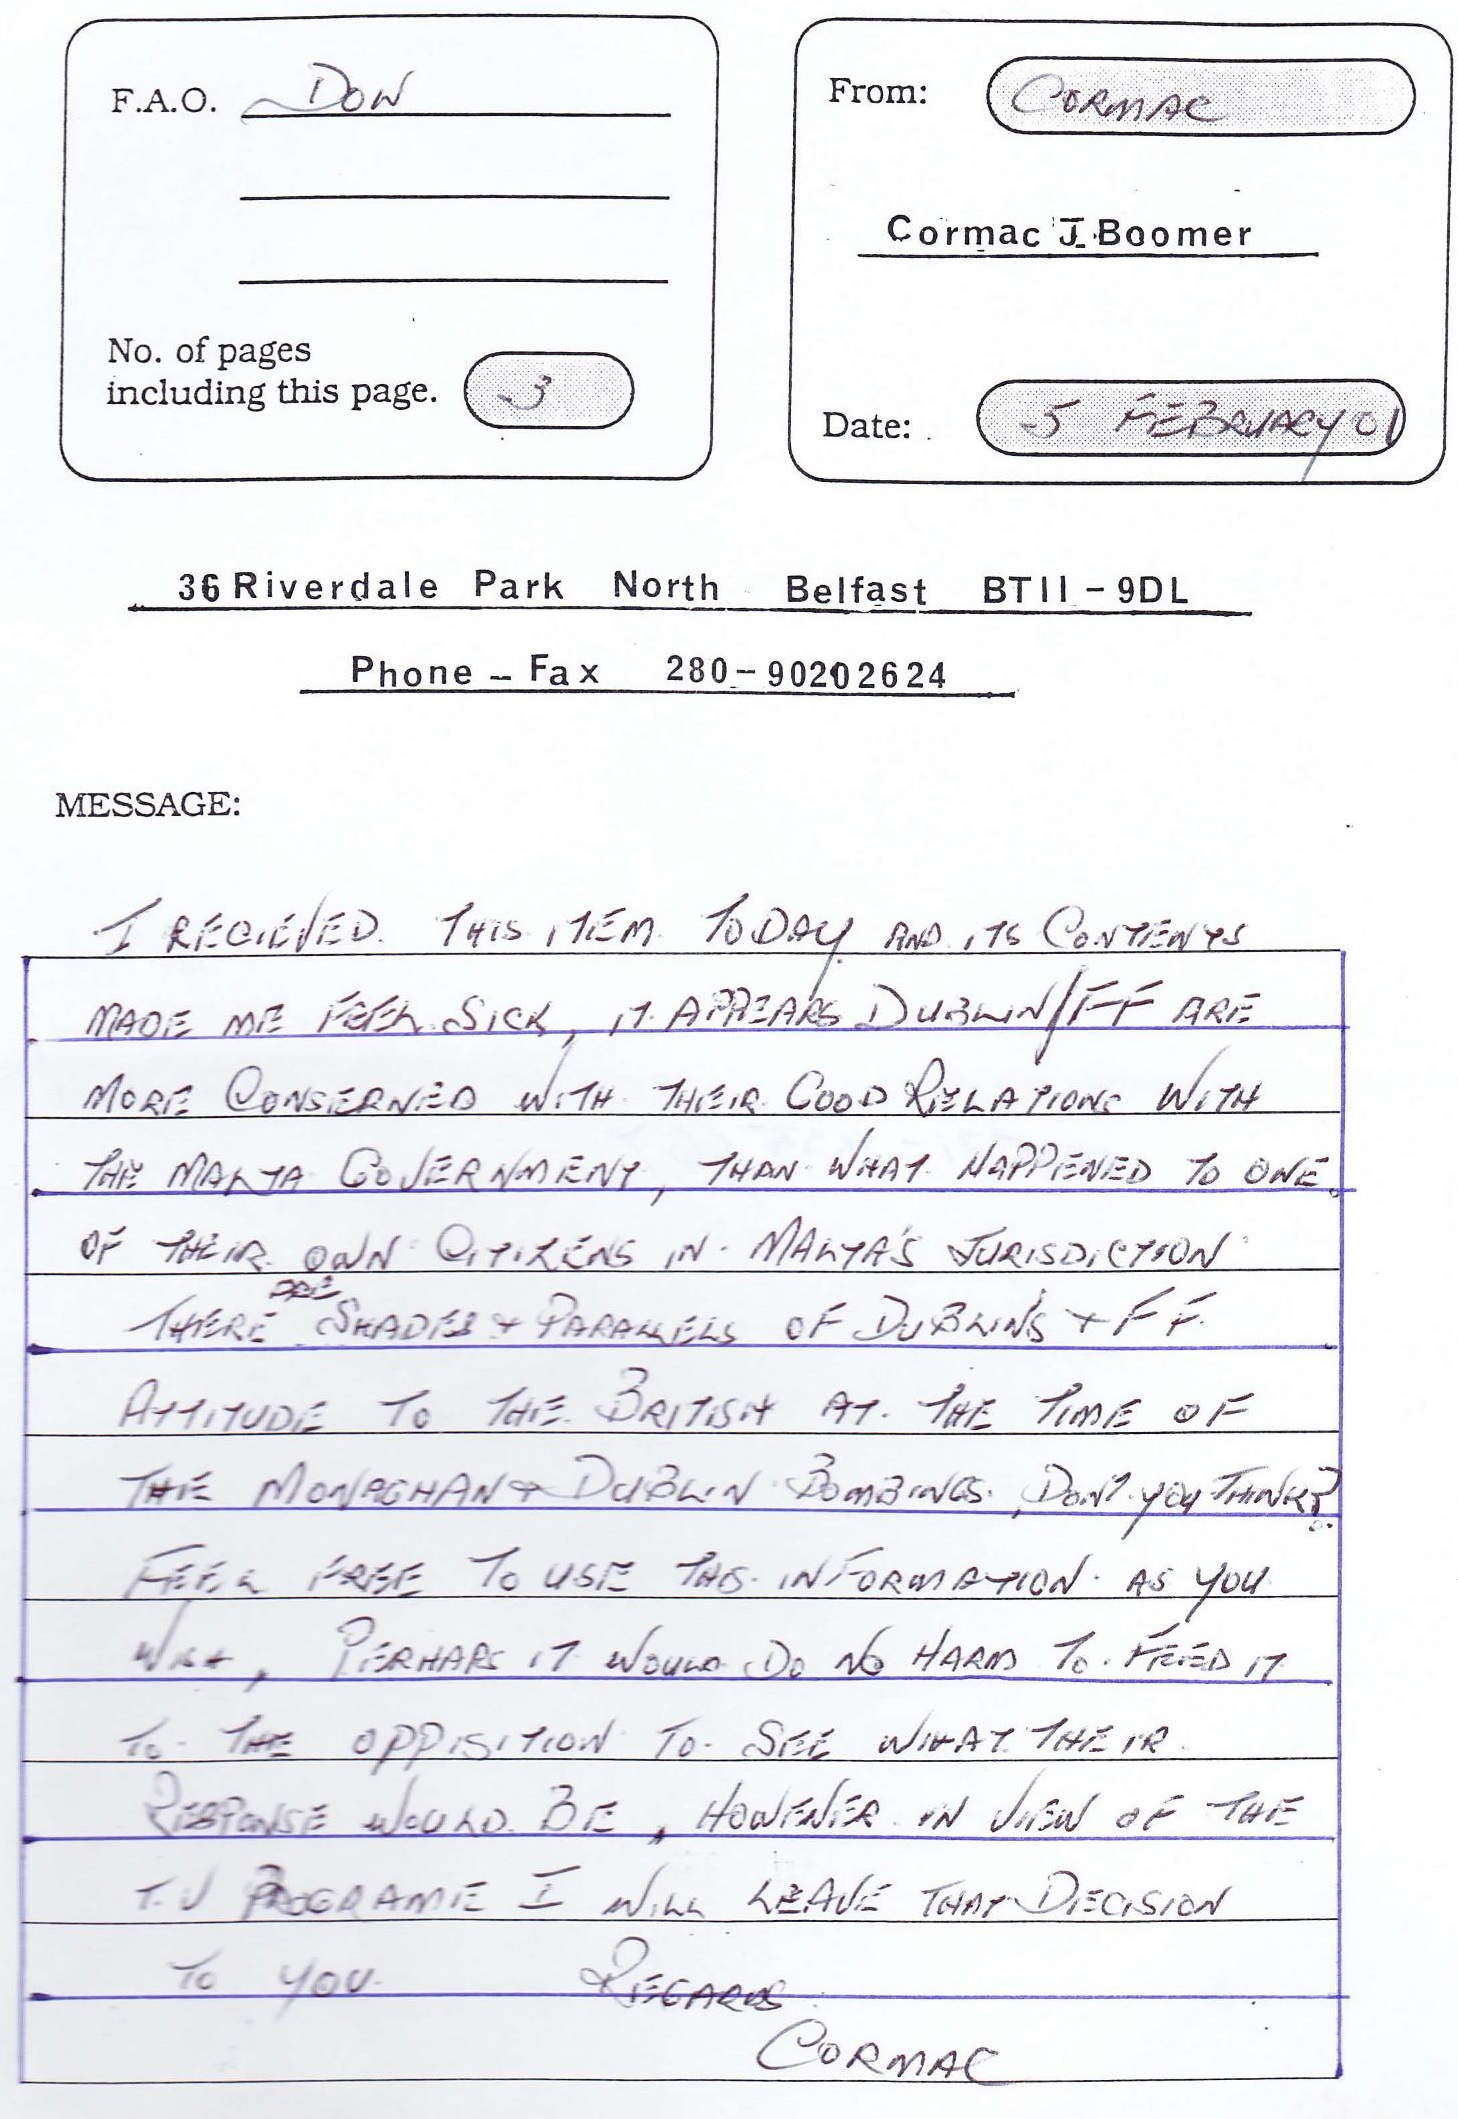 F.A.O. DON
From: CORMAC
Cormac J. Boomer
No. of pages
including this page. 3
Date: 5 FEBRUARY 01
36 Riverdale Park North Belfast BT11 - 9DL
Phone - Fax 280-90202624
MESSAGE:
I RECIEVED THIS ITEM TODAY AND ITS CONTENTS
MADE ME FEEL SICK, IT APPEARS DUBLIN/FF ARE
MORE CONSERNED WITH THEIR GOOD RELATIONS WITH
THE MALTA GOVERNMENT, THAN WHAT HAPPENED TO ONE
OF THEIR OWN CITIZENS IN MALTA'S JURISDICTION
THERE ARE SHADES + PARALLELS OF DUBLIN'S + FF
ATTITUDE TO THE BRITISH AT THE TIME OF
THE MONAGHAN + DUBLIN BOMBINGS, DON'T YOU THINK?
FEEL FREE TO USE THIS INFORMATION AS YOU
WISH, PERHAPS IT WOULD DO NO HARM TO FEED IT
TO THE OPPISITION TO SEE WHAT THEIR
RESPONSE WOULD BE, HOWEVER IN VIEW OF THE
T.V PROGRAME I WILL LEAVE THAT DECISION
TO YOU. REGARDS
CORMAC